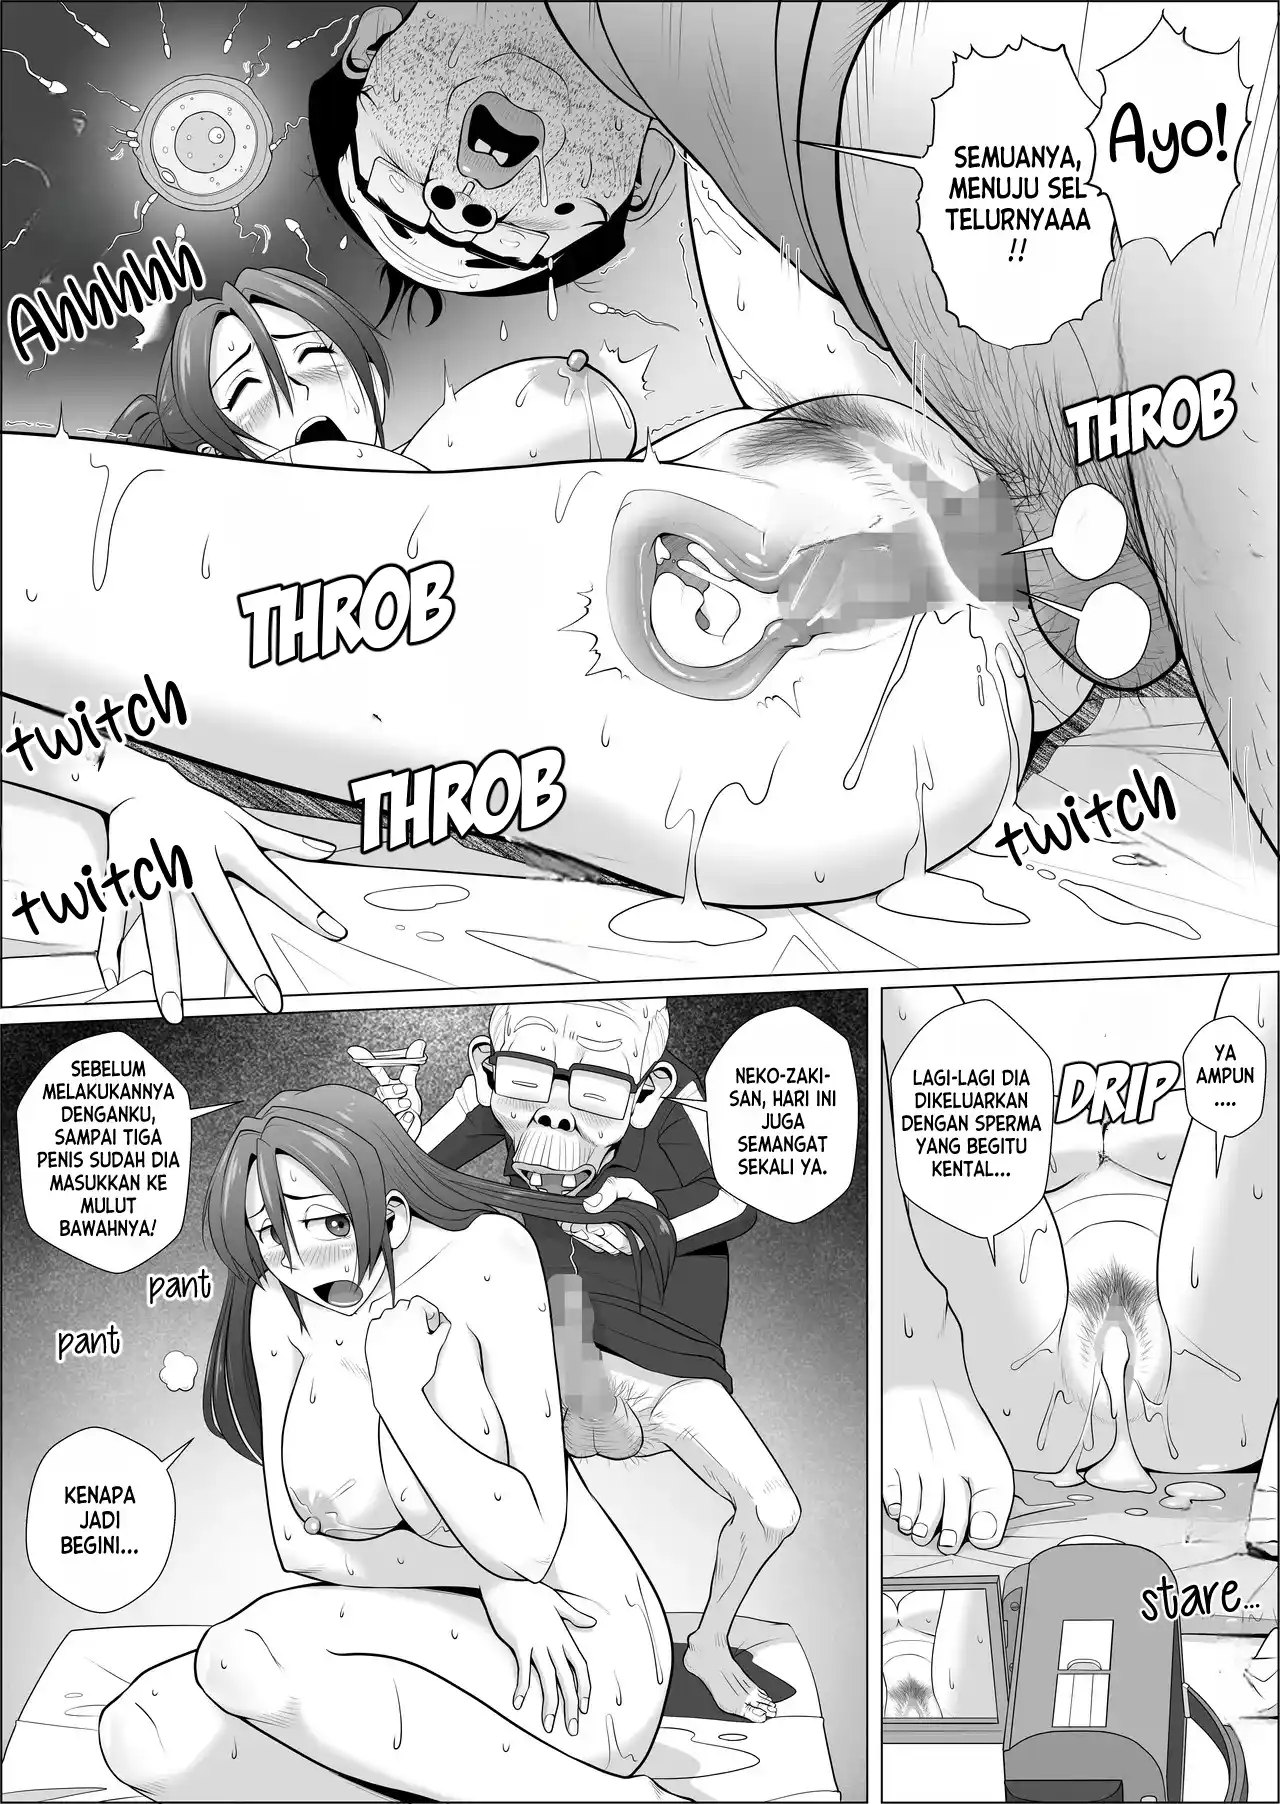 Ayo!
SEMUANYA,
MENUJU SEL
TELURNYAAA
!!
Ahhhhhh
THROB
THROB
THROB
twitch
twitch
twitch
YA
AMPUN
....
LAGI-LAGI DIA
DIKELUARKAN
DENGAN SPERMA
YANG BEGITU
KENTAL...
DRIP
stare...
SEBELUM
MELAKUKANNYA
DENGANKU,
SAMPAI TIGA
PENIS SUDAH DIA
MASUKKAN KE
MULUT
BAWAHNYA!
NEKO-ZAKI-
SAN, HARI INI
JUGA
SEMANGAT
SEKALI YA.
pant
pant
KENAPA
JADI
BEGINI...